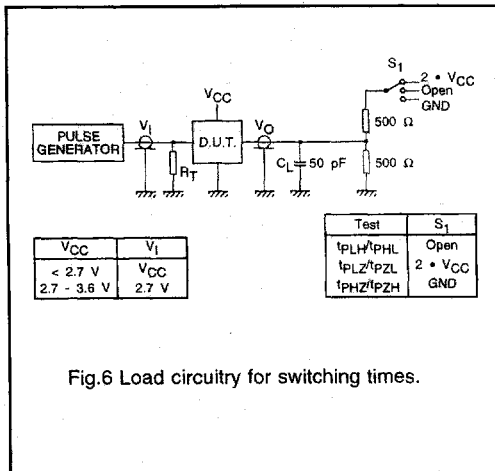 S1
2 • VCC
Open
GND
VCC
500 Ω
PULSE GENERATOR
VI
D.U.T.
VO
RT
CL
50 pF
500 Ω
VCC VI
< 2.7 V VCC
2.7 - 3.6 V 2.7 V
Test S1
tPLH/tPHL Open
tPLZ/tPZL 2 • VCC
tPHZ/tPZH GND
Fig.6 Load circuitry for switching times.